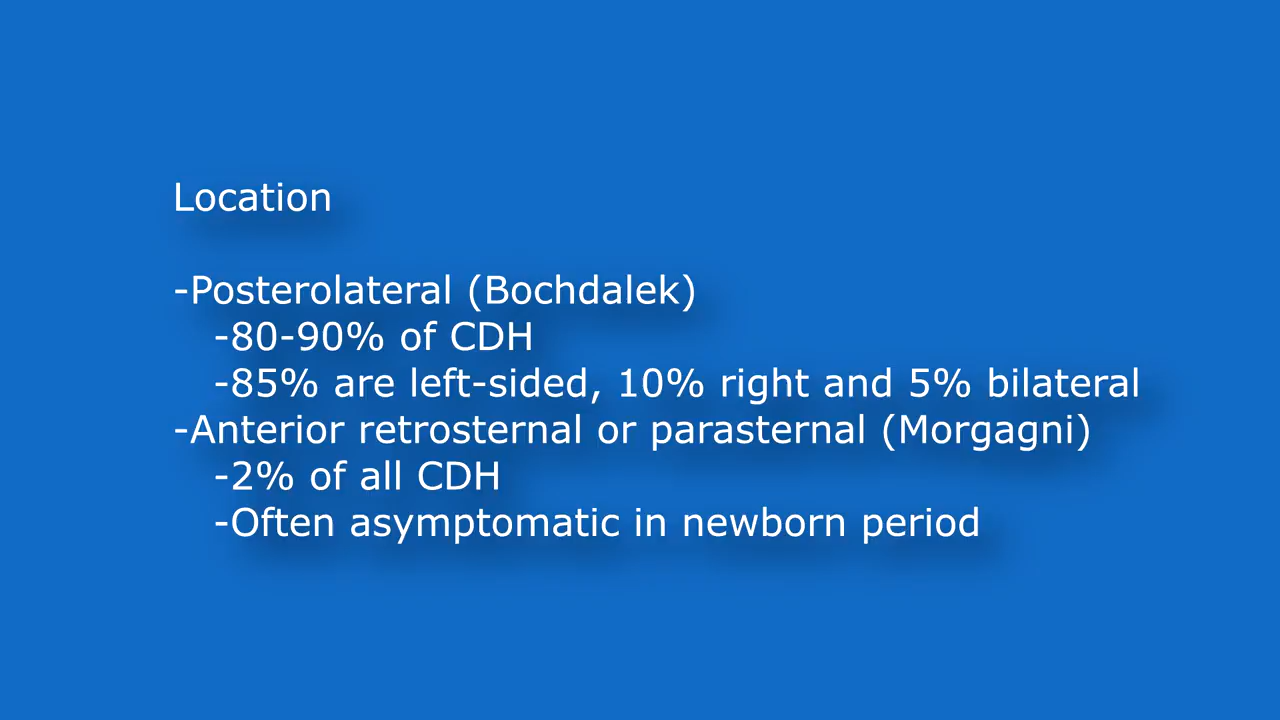 Location
-Posterolateral (Bochdalek)
-80-90% of CDH
-85% are left-sided, 10% right and 5% bilateral
-Anterior retrosternal or parasternal (Morgagni)
-2% of all CDH
-Often asymptomatic in newborn period